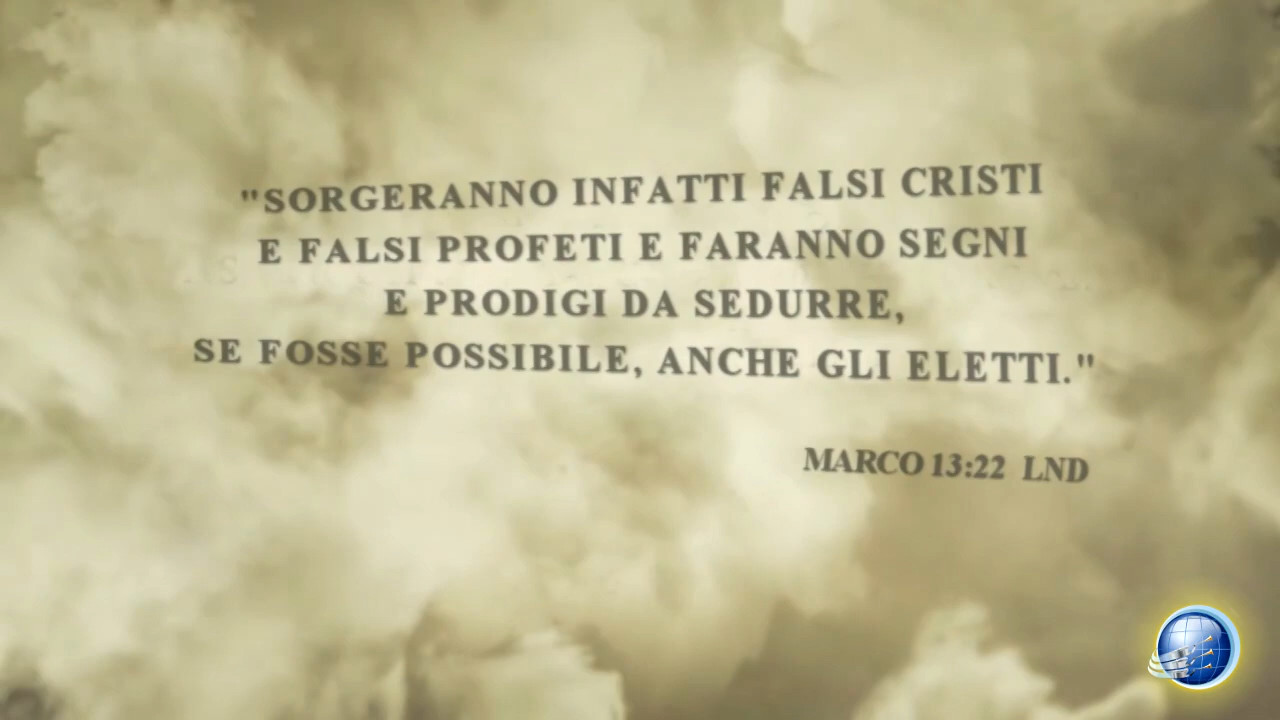 "SORGERANNO INFATTI FALSI CRISTI
E FALSI PROFETI E FARANNO SEGNI
E PRODIGI DA SEDURRE,
SE FOSSE POSSIBILE, ANCHE GLI ELETTI."
MARCO 13:22 LND